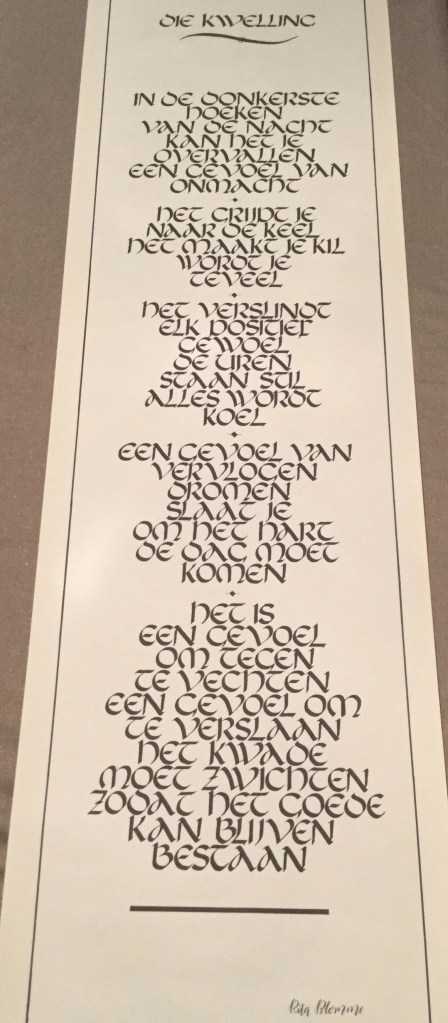 DIE KWELLING
IN DE DONKERSTE
HOEKEN
VAN DE NACHT
KAN HET JE
OVERVALLEN
EEN GEVOEL VAN
ONMACHT
HET GRIJPT JE
NAAR DE KEEL
HET MAAKT JE KIL
WORDT JE
TEVEEL
HET VERSLINDT
ELK POSITIEF
GEWOEL
DE UREN
STAAN STIL
ALLES WORDT
KOEL
EEN GEVOEL VAN
VERVLOGEN
DROMEN
SLAAT JE
OM HET HART
DE DAG MOET
KOMEN
HET IS
EEN GEVOEL
OM TEGEN
TE VECHTEN
EEN GEVOEL OM
TE VERSLAAN
HET KWADE
MOET ZWICHTEN
ZODAT HET GOEDE
KAN BLIJVEN
BESTAAN
Rita